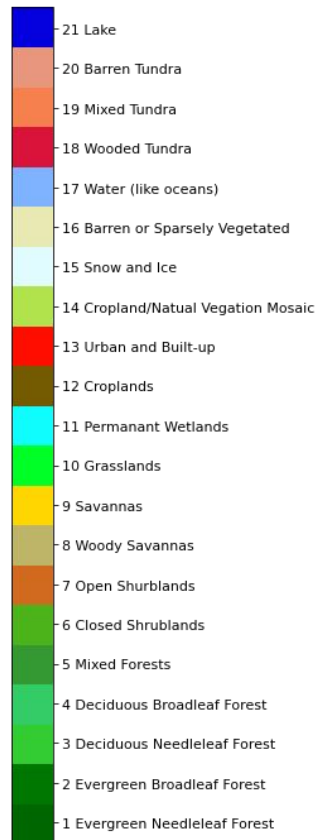 21 Lake
20 Barren Tundra
19 Mixed Tundra
18 Wooded Tundra
17 Water (like oceans)
16 Barren or Sparsely Vegetated
15 Snow and Ice
14 Cropland/Natual Vegation Mosaic
13 Urban and Built-up
12 Croplands
11 Permanant Wetlands
10 Grasslands
9 Savannas
8 Woody Savannas
7 Open Shurblands
6 Closed Shrublands
5 Mixed Forests
4 Deciduous Broadleaf Forest
3 Deciduous Needleleaf Forest
2 Evergreen Broadleaf Forest
1 Evergreen Needleleaf Forest